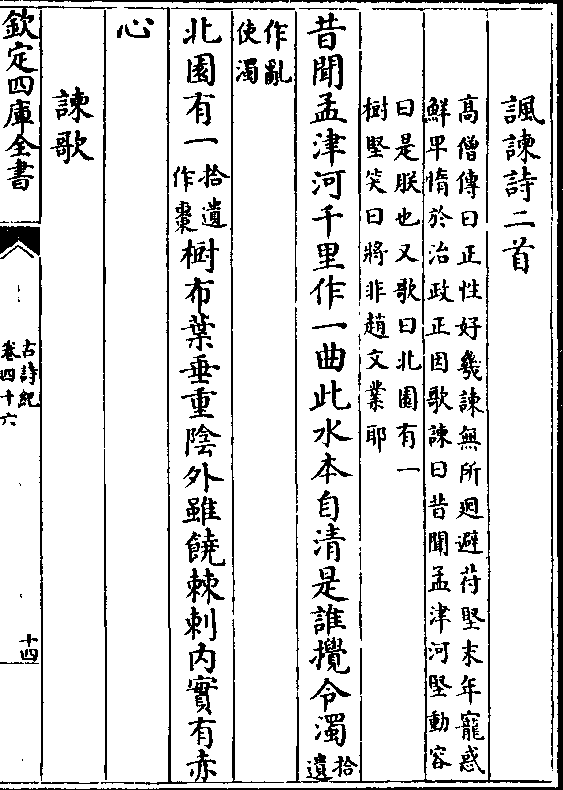 諷諫詩二首
高僧傳曰正性好幾諫無所廻避苻堅末年寵惑
鮮卑惰於治政正因歌諫曰昔聞孟津河堅動容
曰是朕也又歌曰北園有一
樹堅笑曰將非趙文業耶
昔聞孟津河千里作一曲此水本自清是誰攪令濁拾遺
作亂
使濁
北園有一拾遺作棗樹布葉垂重陰外雖饒棘刺内實有赤
心
諫歌
欽定四庫全書
古詩紀
卷四十六
十四